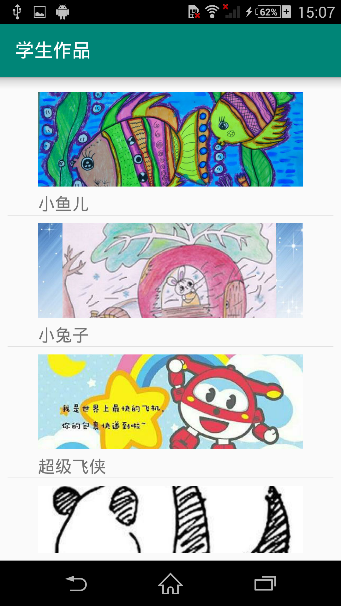 62%
15:07
学生作品
小鱼儿
小兔子
我是世界上最快的飞机，
你的包裹快递到啦~
超级飞侠